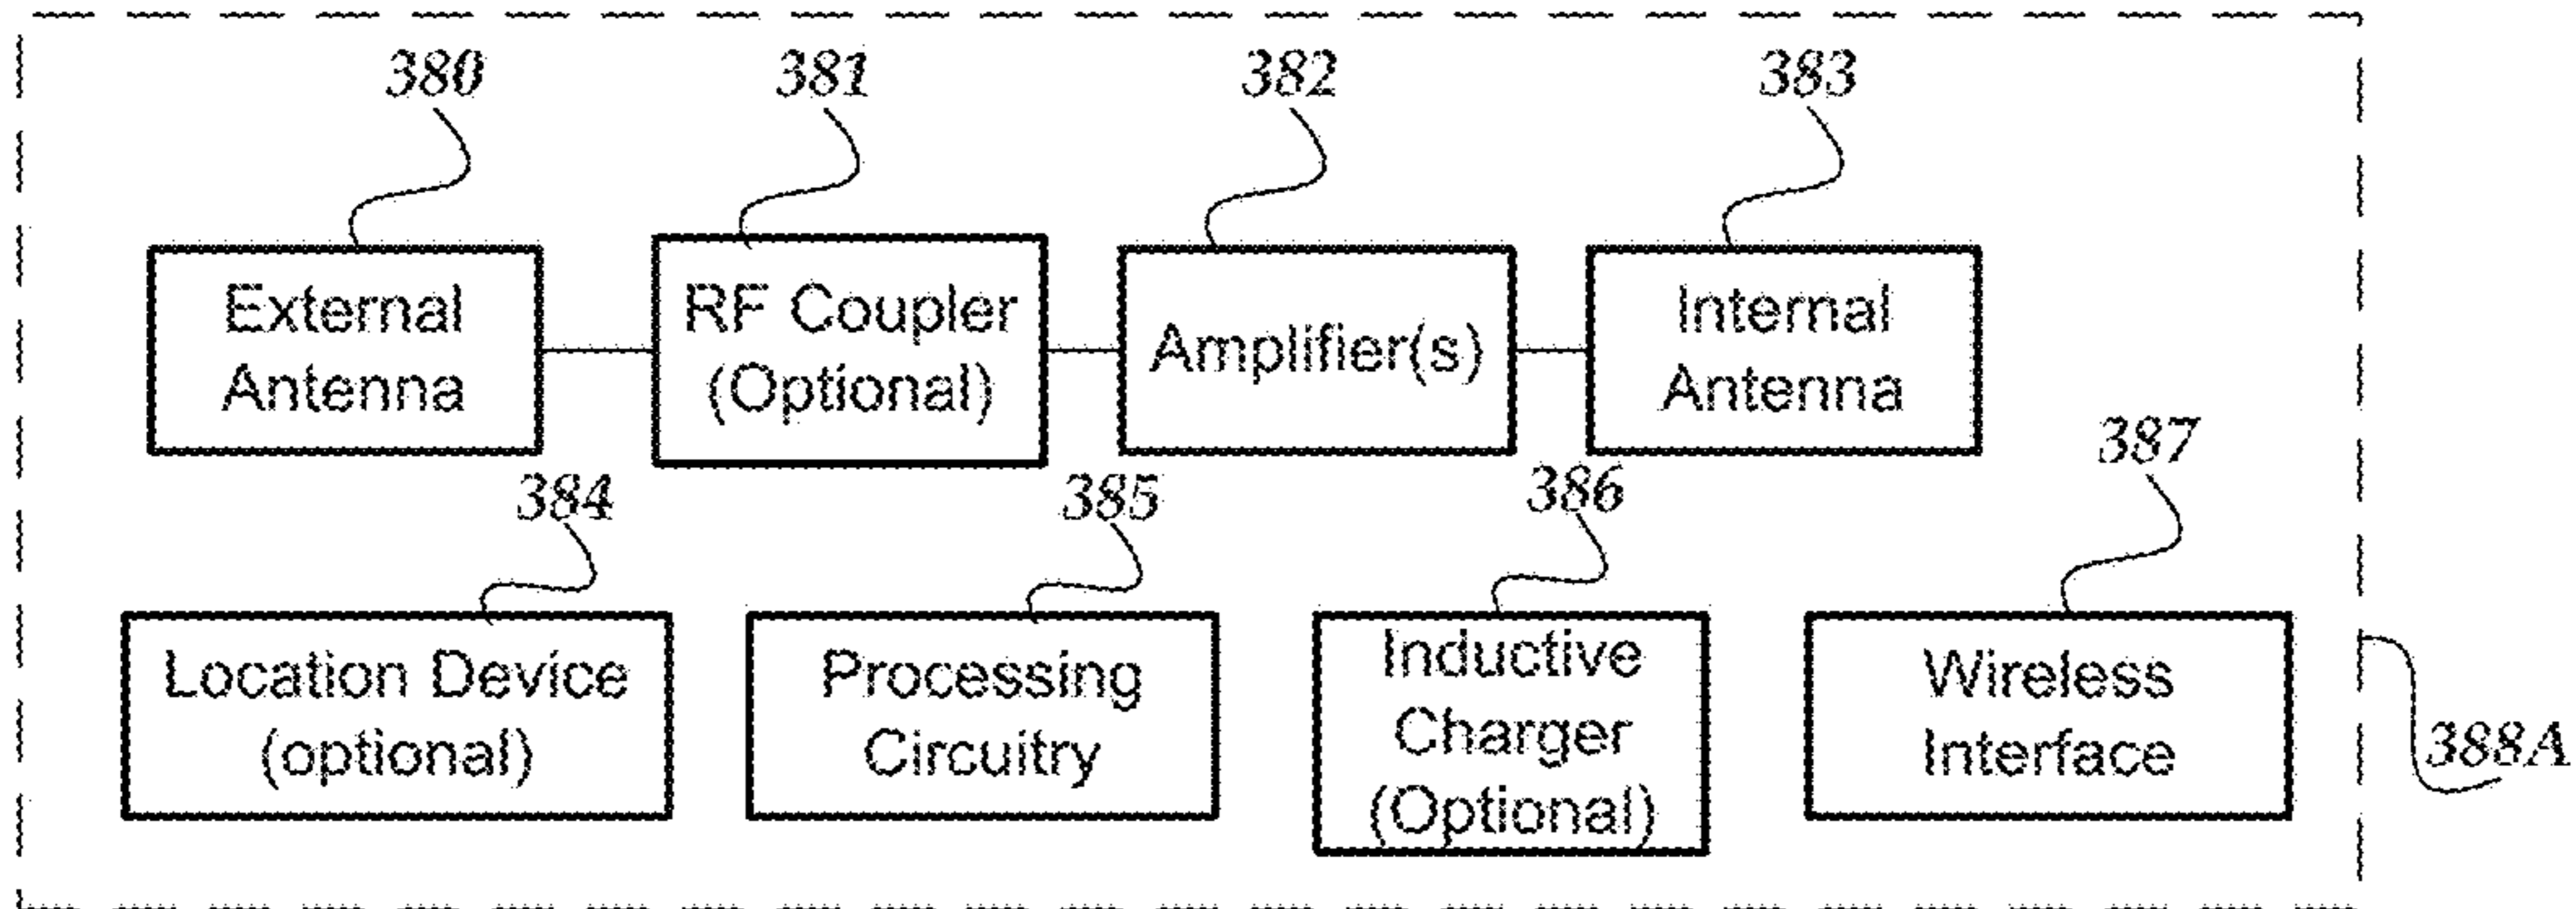 380 381 382 383
External Antenna
RF Coupler (Optional)
Amplifier(s)
Internal Antenna
384 385 386 387
Location Device (optional)
Processing Circuitry
Inductive Charger (Optional)
Wireless Interface
388A